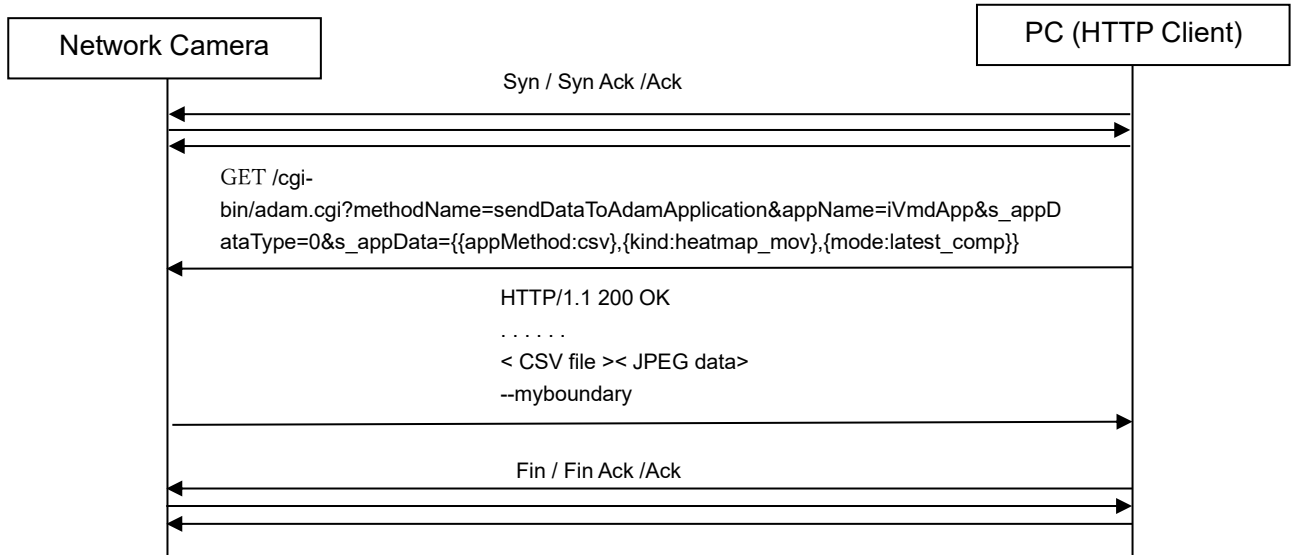 Network Camera
PC (HTTP Client)
Syn / Syn Ack /Ack
GET /cgi-
bin/adam.cgi?methodName=sendDataToAdamApplication&appName=iVmdApp&s_appD
ataType=0&s_appData={{appMethod:csv},{kind:heatmap_mov},{mode:latest_comp}}
HTTP/1.1 200 OK
. . . . . .
< CSV file >< JPEG data>
--myboundary
Fin / Fin Ack /Ack